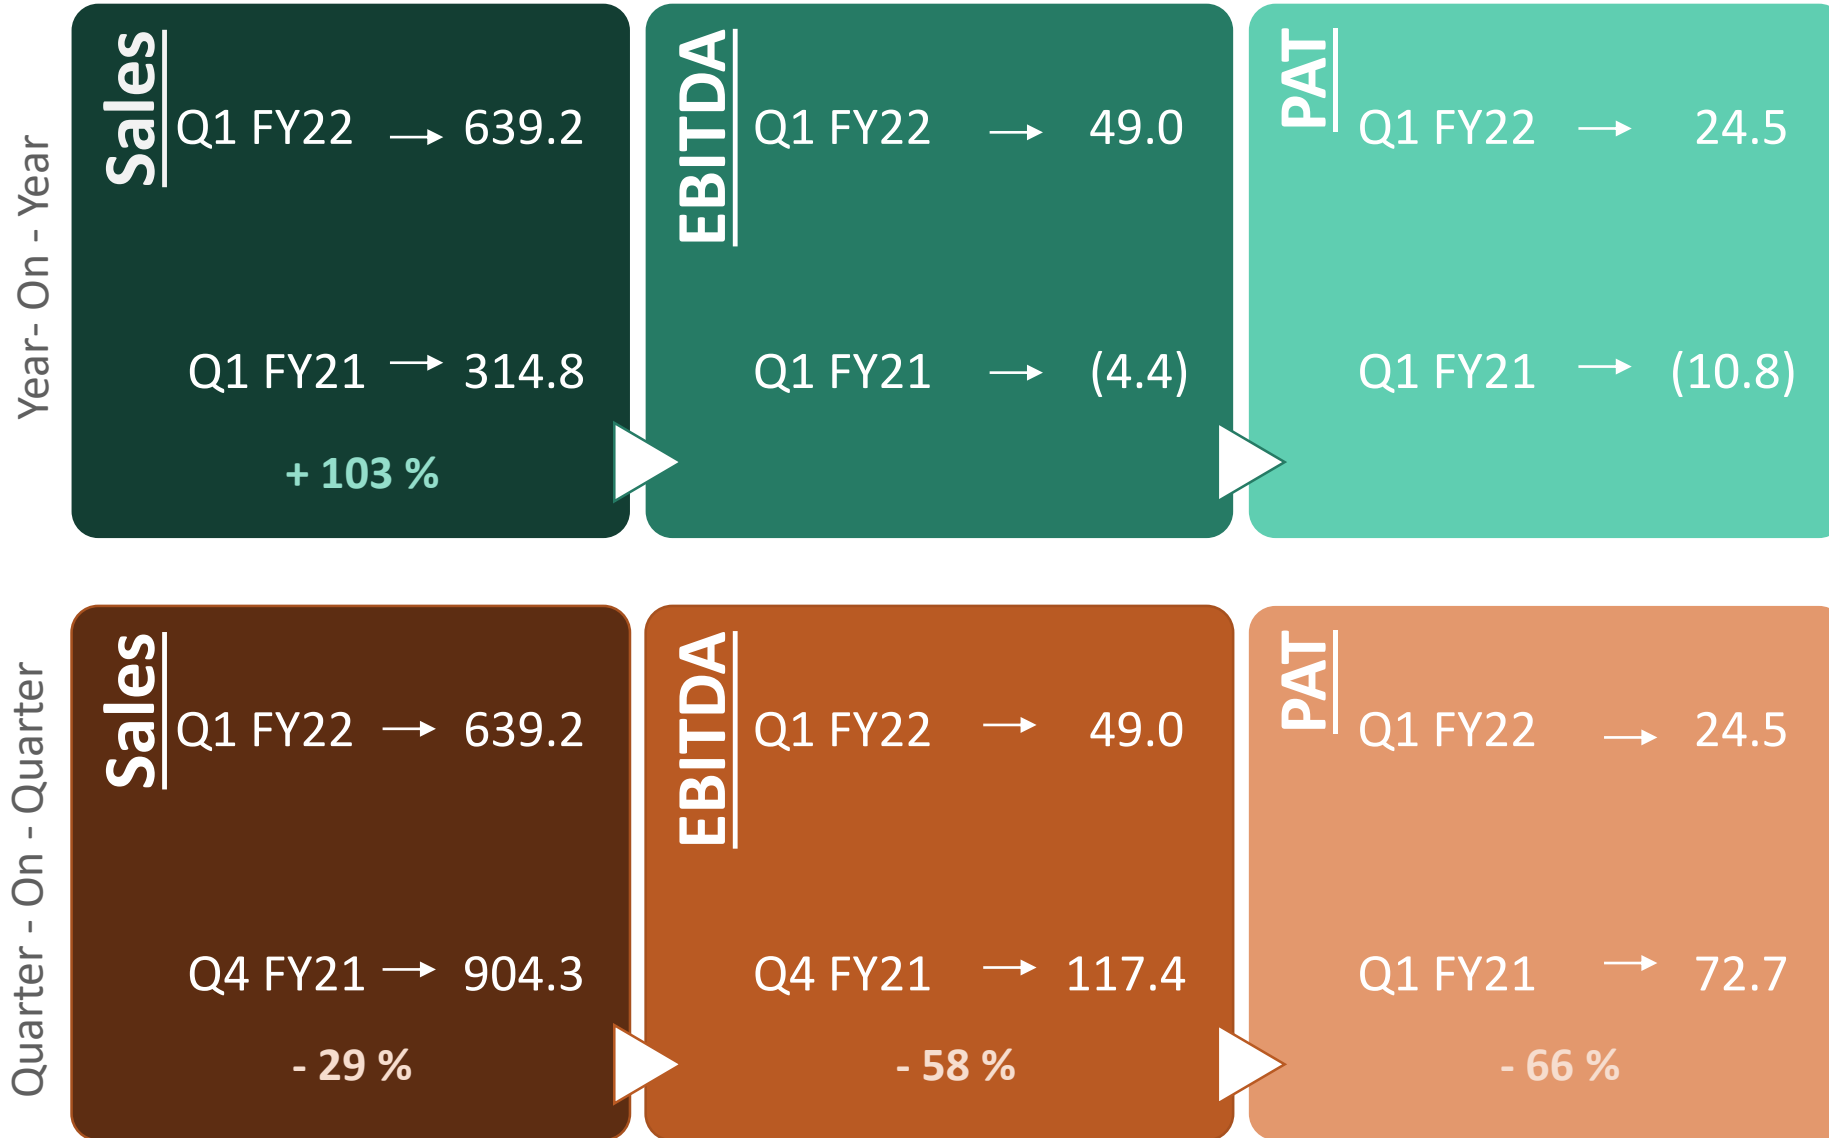 Year- On - Year
Sales
Q1 FY22 → 639.2
Q1 FY21 → 314.8
+ 103 %
EBITDA
Q1 FY22 → 49.0
Q1 FY21 → (4.4)
PAT
Q1 FY22 → 24.5
Q1 FY21 → (10.8)
Quarter - On - Quarter
Sales
Q1 FY22 → 639.2
Q4 FY21 → 904.3
- 29 %
EBITDA
Q1 FY22 → 49.0
Q4 FY21 → 117.4
- 58 %
PAT
Q1 FY22 → 24.5
Q1 FY21 → 72.7
- 66 %